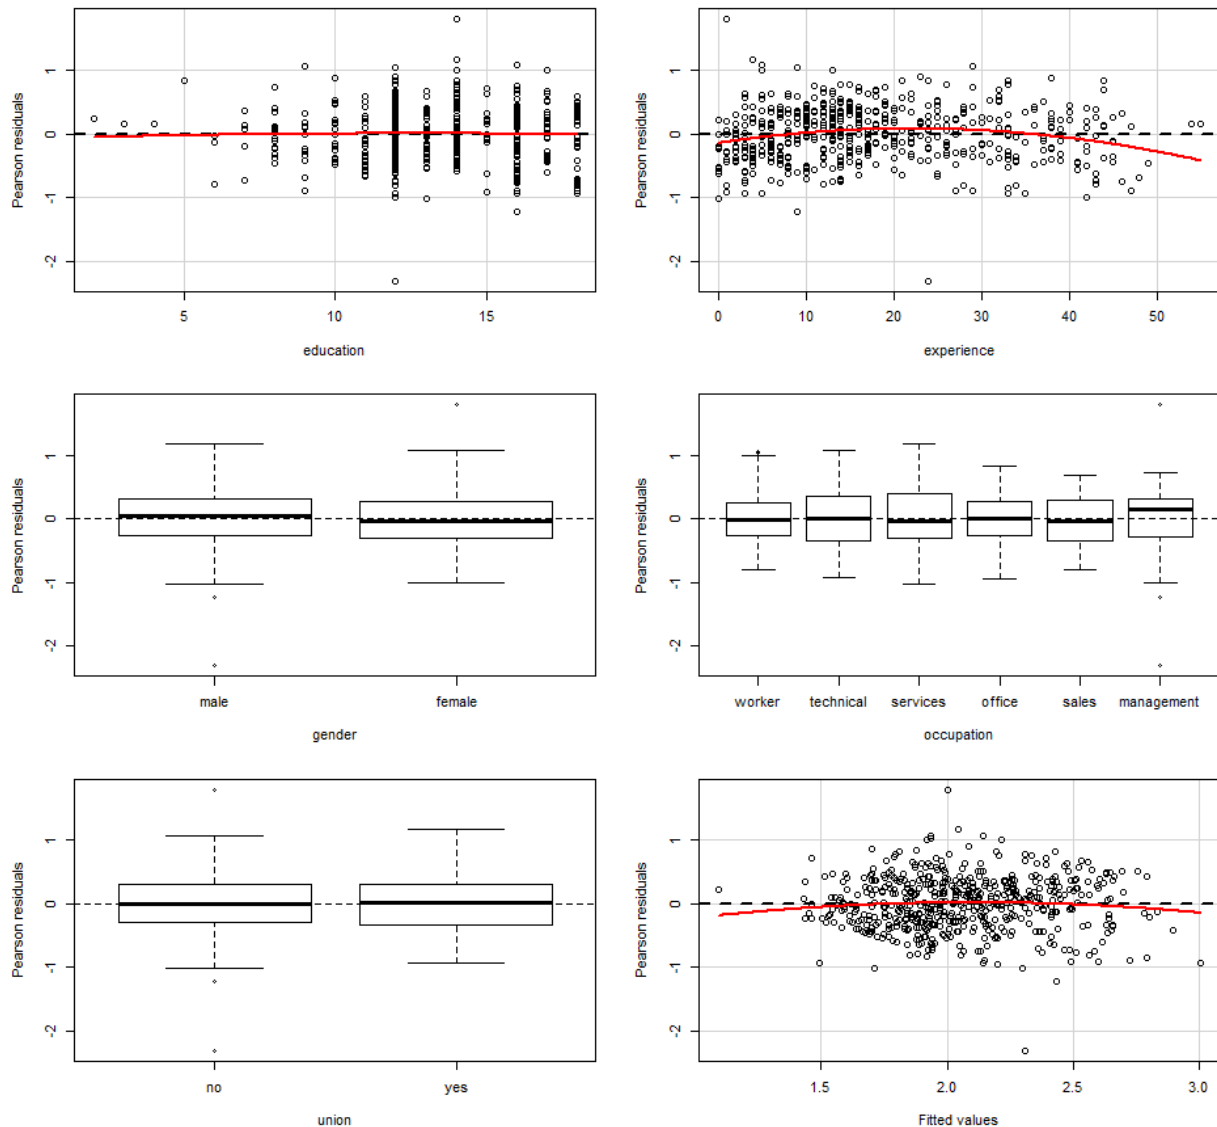 Pearson residuals
-2 -1 0 1
5 10 15
education
Pearson residuals
-2 -1 0 1
0 10 20 30 40 50
experience
Pearson residuals
-2 -1 0 1
male female
gender
Pearson residuals
-2 -1 0 1
worker technical services office sales management
occupation
Pearson residuals
-2 -1 0 1
no yes
union
Pearson residuals
-2 -1 0 1
1.5 2.0 2.5 3.0
Fitted values